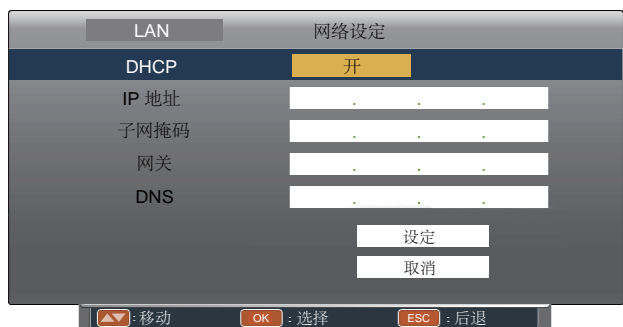 LAN 网络设定
DHCP 开
IP 地址 . . .
子网掩码 . . .
网关 . . .
DNS . . .
设定
取消
▲▼ : 移动 OK : 选择 ESC : 后退